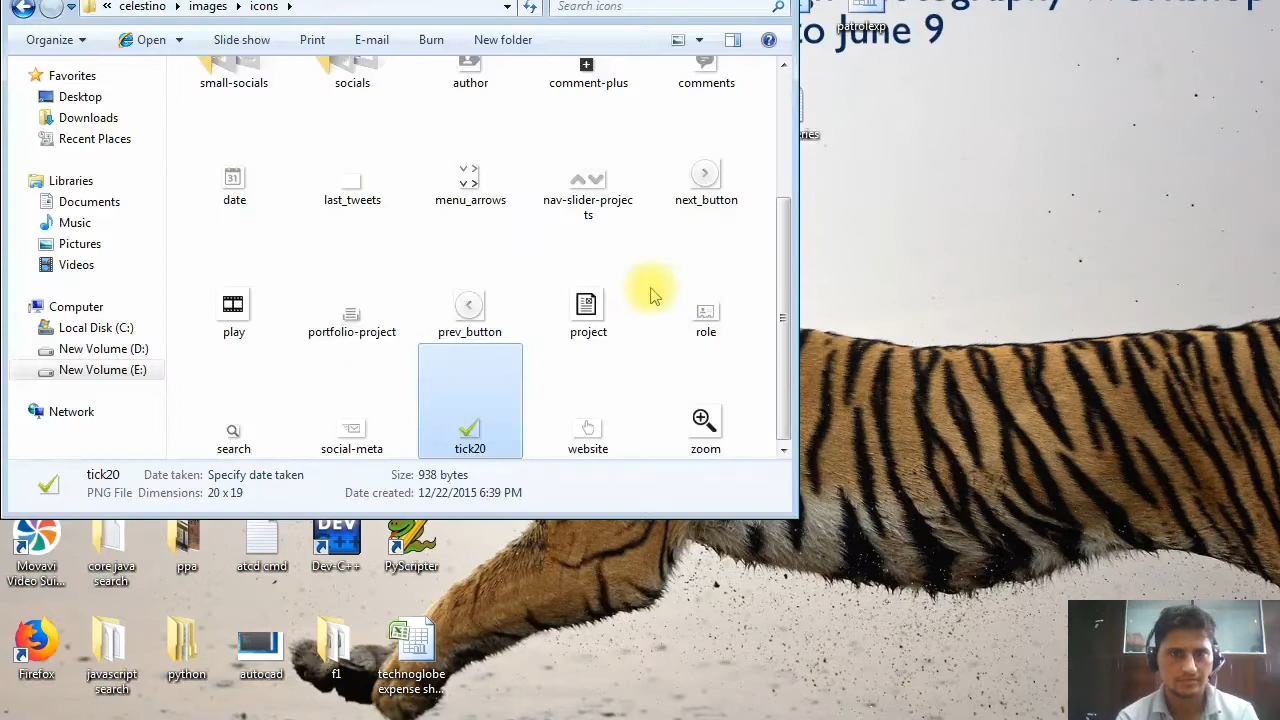 « celestino ▸ images ▸ icons ▸ Search icons
Organize Open Slide show Print E-mail Burn New folder
Favorites
Desktop
Downloads
Recent Places
Libraries
Documents
Music
Pictures
Videos
Computer
Local Disk (C:)
New Volume (D:)
New Volume (E:)
Network
small-socials socials author comment-plus comments
date last_tweets menu_arrows nav-slider-projec
ts next_button
31
play portfolio-project prev_button project role
search social-meta tick20 website zoom
tick20 Date taken: Specify date taken Size: 938 bytes
PNG File Dimensions: 20 x 19 Date created: 12/22/2015 6:39 PM
patrolexp
to June 9
Movavi
Video Sui...
core java
search
ppa
atcd cmd
DEV
Dev-C++
PyScripter
Firefox
javascript
search
python
autocad
f1
technoglobe
expense sh...